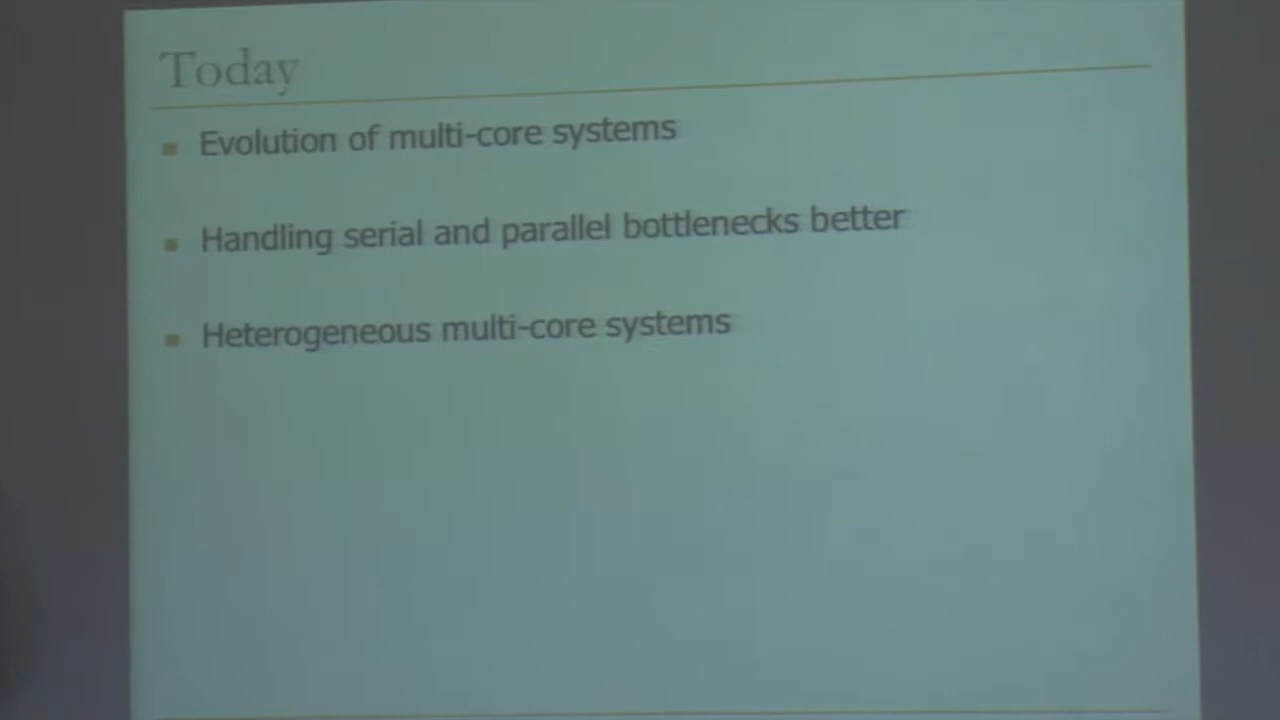 Today
Evolution of multi-core systems
Handling serial and parallel bottlenecks better
Heterogeneous multi-core systems